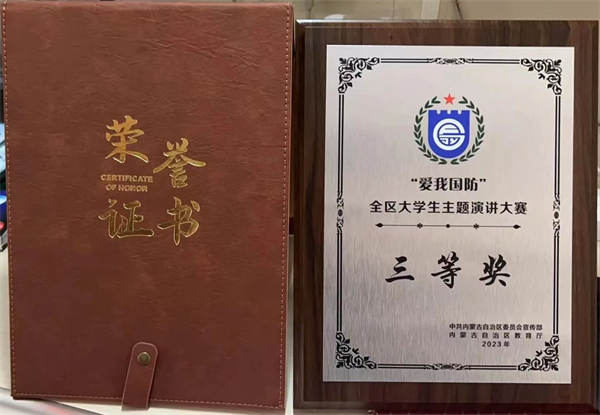 荣誉
CERTIFICATE
OF HONOR
证书
“爱我国防”
全区大学生主题演讲大赛
三等奖
中共内蒙古自治区委员会宣传部
内蒙古自治区教育厅
2023年